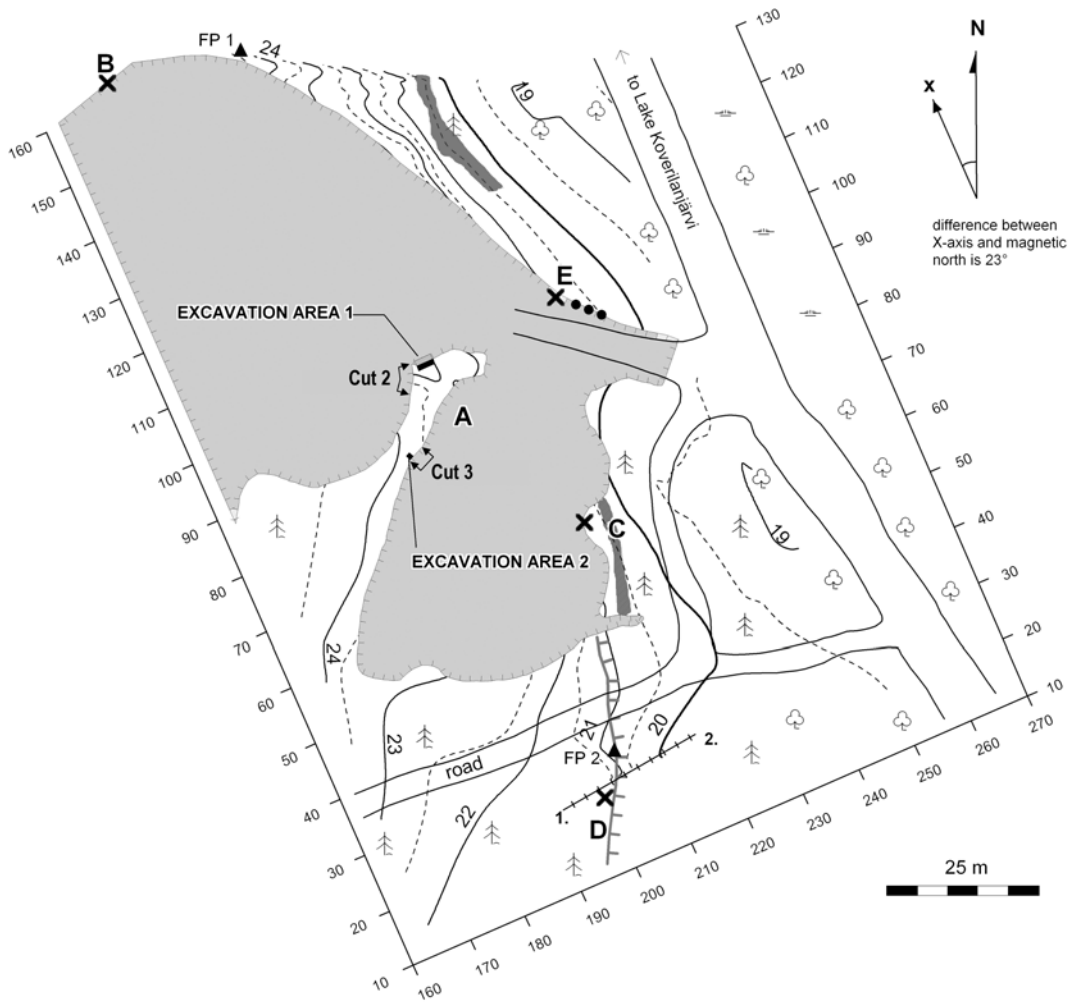 130
FP 1
24
N
B
19
120
x
to Lake Koverilanjärvi
110
160
100
150
difference between
X-axis and magnetic
north is 23°
90
140
E
80
130
EXCAVATION AREA 1
120
70
Cut 2
110
A
60
100
Cut 3
50
90
C
19
40
EXCAVATION AREA 2
80
30
70
24
20
60
10
23
21
20
270
50
2.
FP 2
260
road
250
40
22
1.
240
D
230
30
25 m
220
210
20
200
190
180
10
170
160